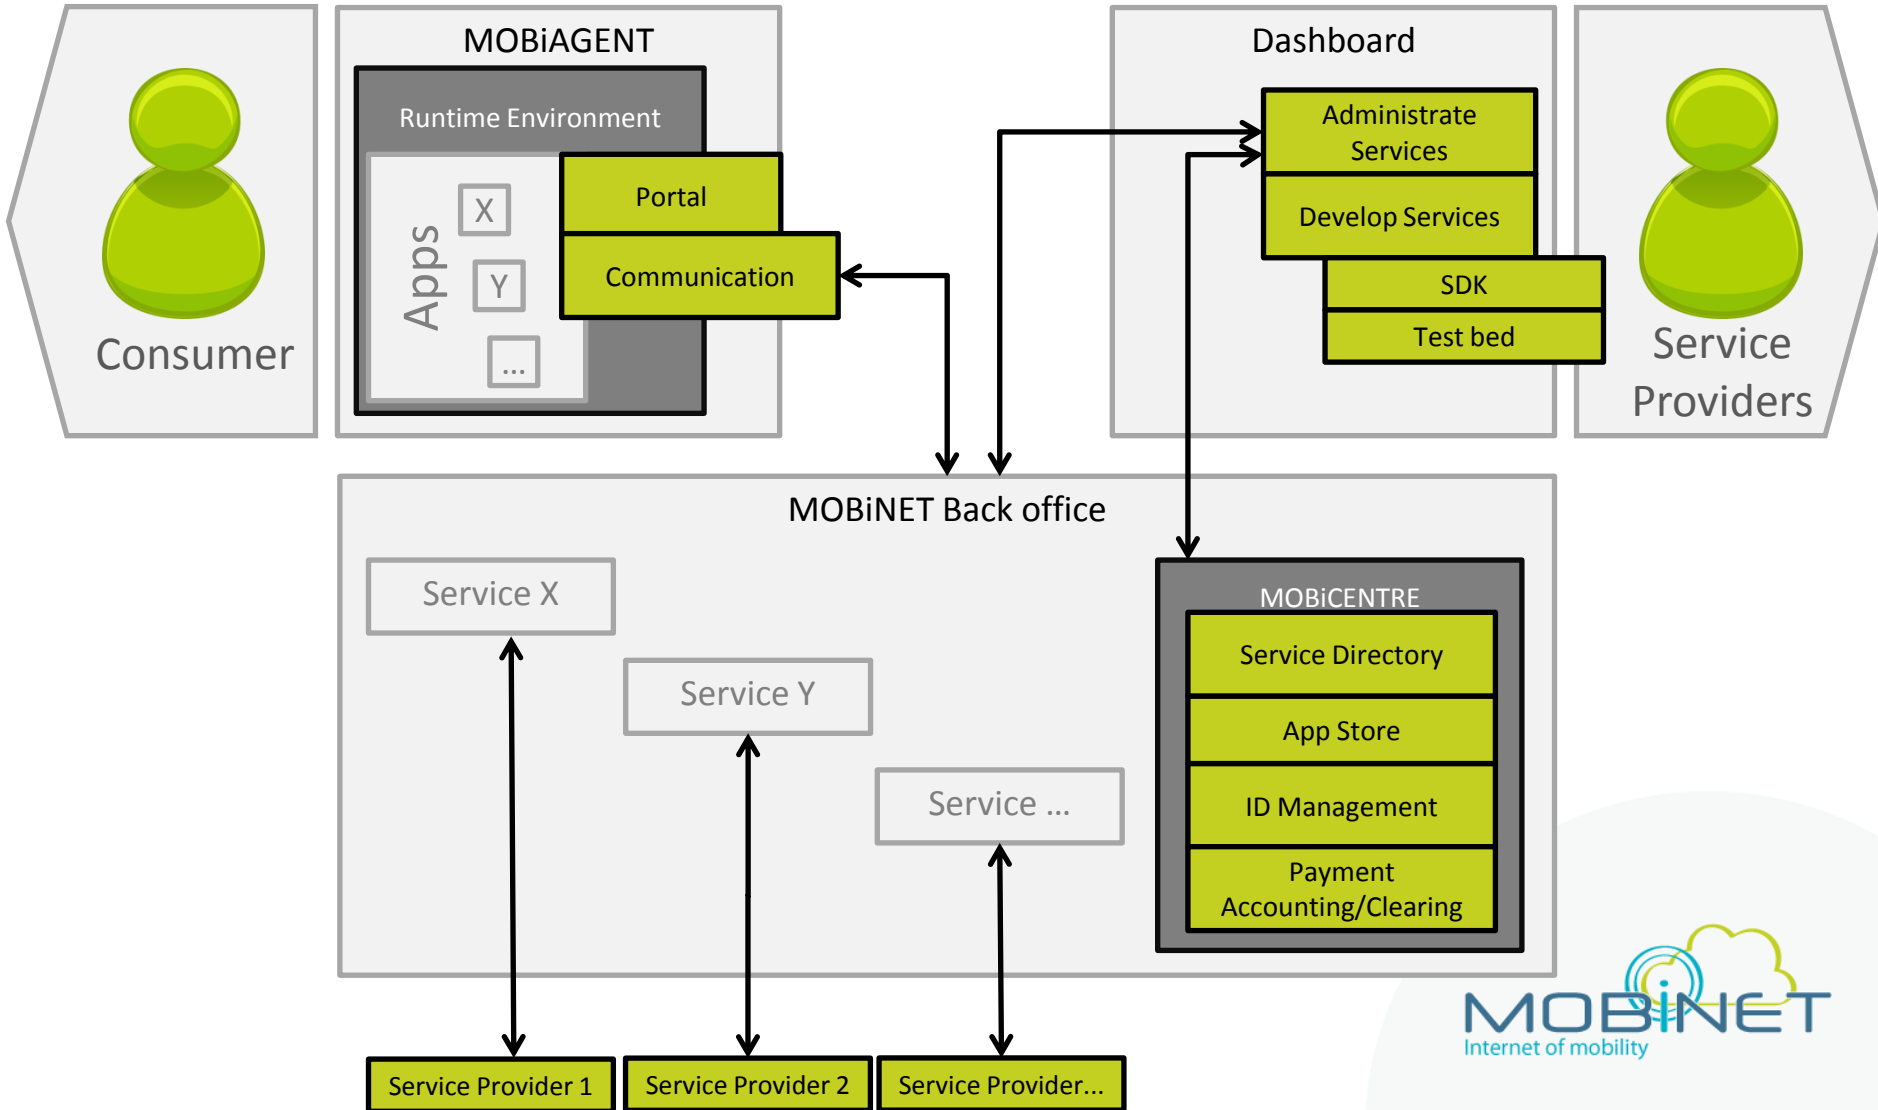 MOBiAGENT
Dashboard
Consumer
Runtime Environment
Apps
X
Y
...
Portal
Communication
Administrate
Services
Develop Services
SDK
Test bed
Service
Providers
MOBiNET Back office
Service X
Service Y
Service ...
MOBiCENTRE
Service Directory
App Store
ID Management
Payment
Accounting/Clearing
Service Provider 1
Service Provider 2
Service Provider...
MOBiNET
Internet of mobility